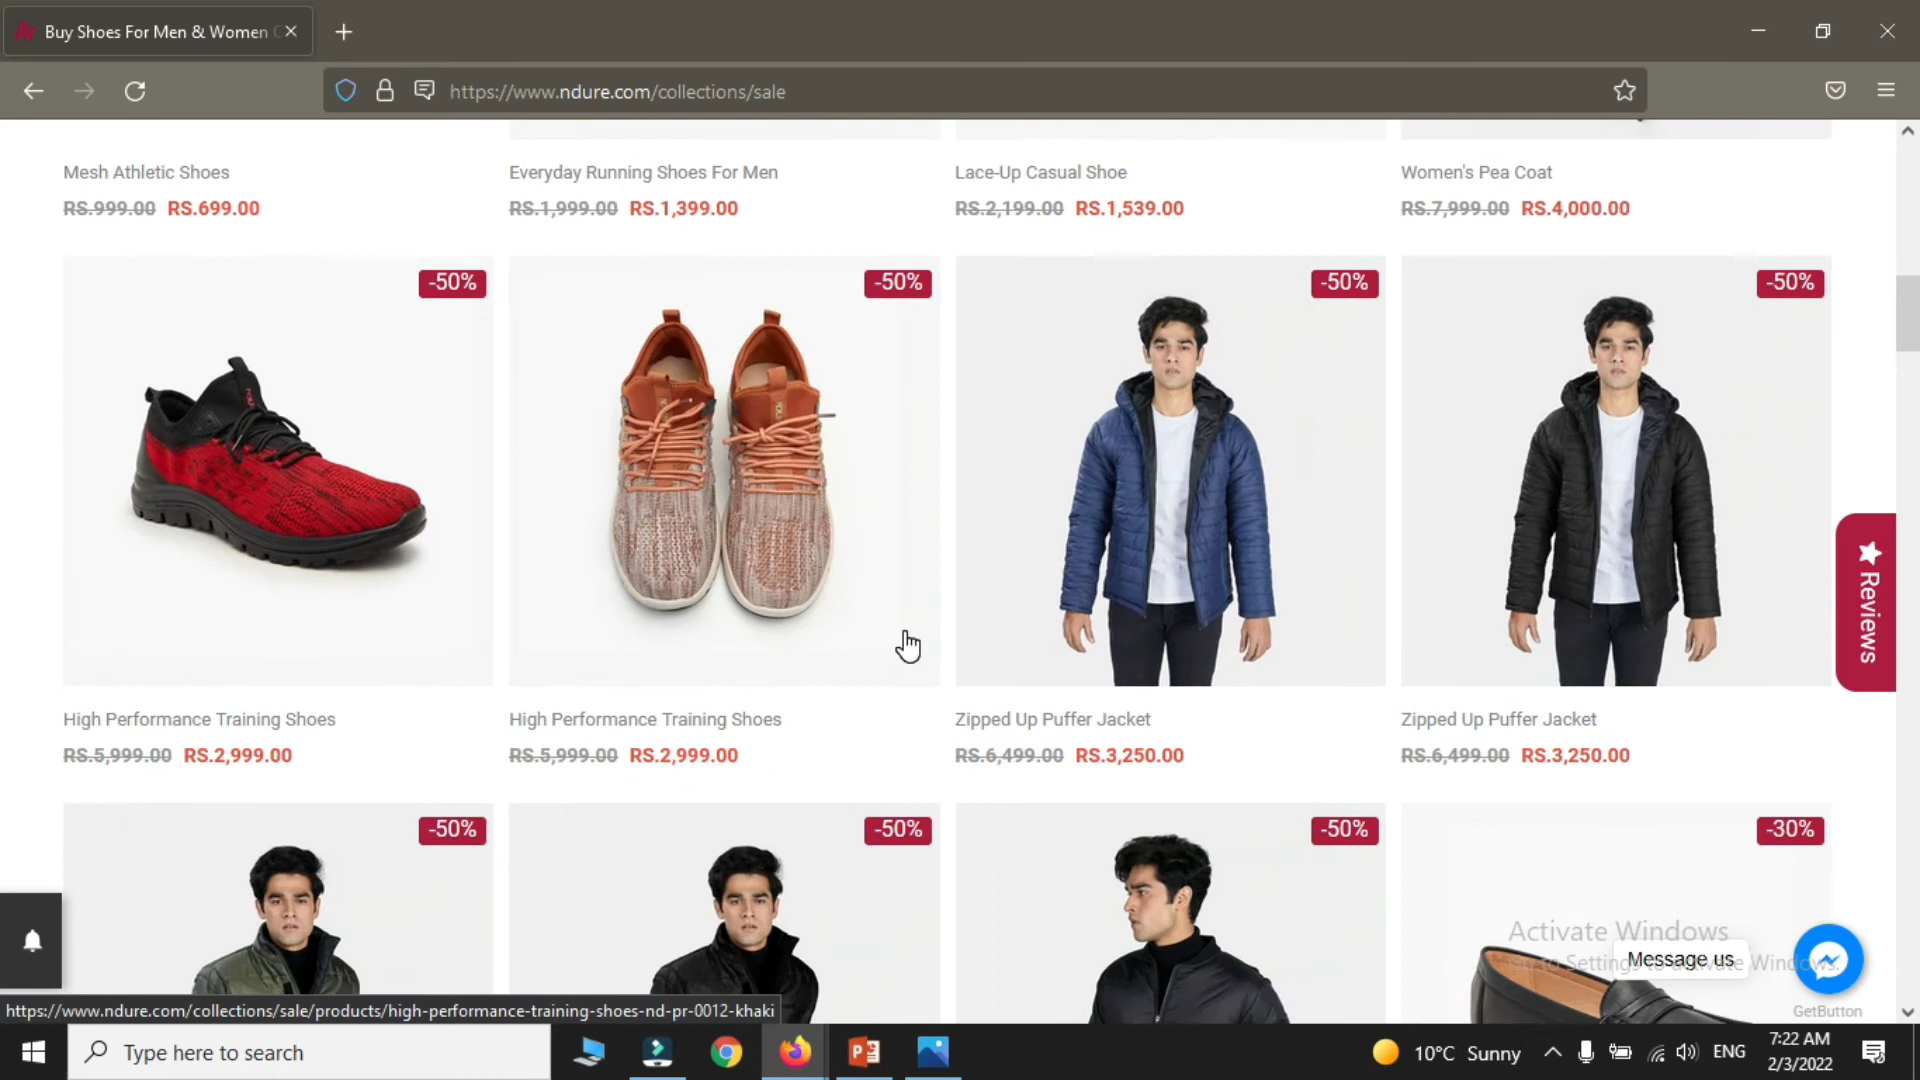 Buy Shoes For Men & Women
https://www.ndure.com/collections/sale
Mesh Athletic Shoes
RS.999.00 RS.699.00
Everyday Running Shoes For Men
RS.1,999.00 RS.1,399.00
Lace-Up Casual Shoe
RS.2,199.00 RS.1,539.00
Women's Pea Coat
RS.7,999.00 RS.4,000.00
-50%
-50%
-50%
-50%
High Performance Training Shoes
RS.5,999.00 RS.2,999.00
High Performance Training Shoes
RS.5,999.00 RS.2,999.00
Zipped Up Puffer Jacket
RS.6,499.00 RS.3,250.00
Zipped Up Puffer Jacket
RS.6,499.00 RS.3,250.00
★ Reviews
-50%
-50%
-50%
-30%
Activate Windows
Message us
Go to Settings to activate Windows.
GetButton
https://www.ndure.com/collections/sale/products/high-performance-training-shoes-nd-pr-0012-khaki
Type here to search
10°C Sunny
ENG
7:22 AM
2/3/2022